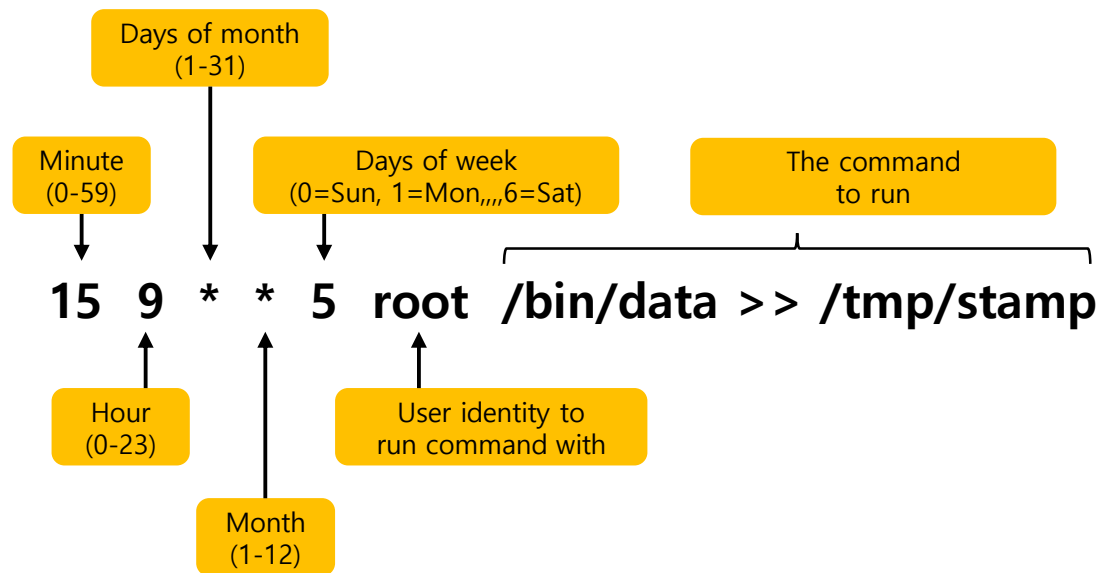 Days of month
(1-31)
Minute
(0-59)
Days of week
(0=Sun, 1=Mon,,,,6=Sat)
The command
to run
15 9 * * 5 root /bin/data >> /tmp/stamp
Hour
(0-23)
User identity to
run command with
Month
(1-12)